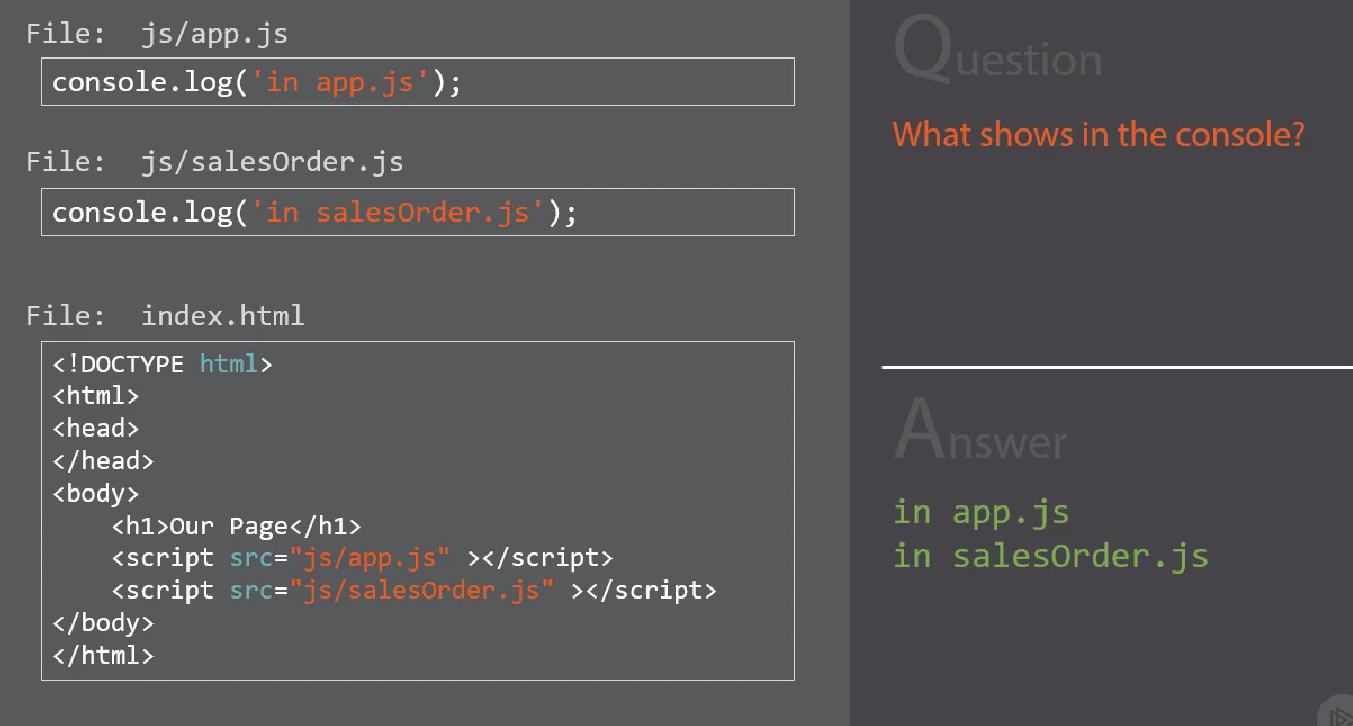 File:  js/app.js
console.log('in app.js');
File:  js/salesOrder.js
console.log('in salesOrder.js');
File:  index.html
<!DOCTYPE html>
<html>
<head>
</head>
<body>
    <h1>Our Page</h1>
    <script src="js/app.js" ></script>
    <script src="js/salesOrder.js" ></script>
</body>
</html>
Question
What shows in the console?
Answer
in app.js
in salesOrder.js